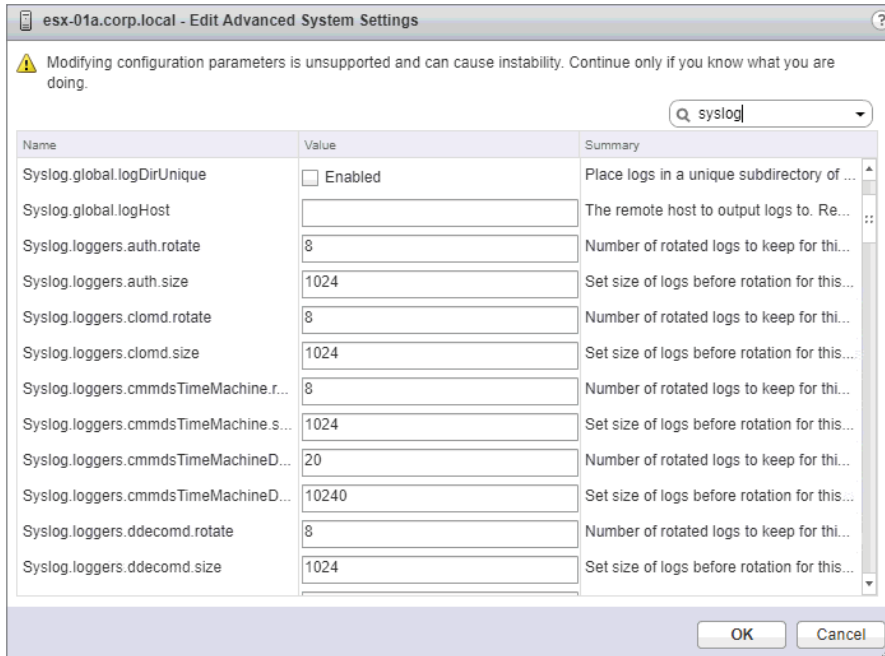 esx-01a.corp.local - Edit Advanced System Settings ?
Modifying configuration parameters is unsupported and can cause instability. Continue only if you know what you are
doing.
syslog
Name Value Summary
Syslog.global.logDirUnique Enabled Place logs in a unique subdirectory of ...
Syslog.global.logHost The remote host to output logs to. Re...
Syslog.loggers.auth.rotate 8 Number of rotated logs to keep for thi...
Syslog.loggers.auth.size 1024 Set size of logs before rotation for this...
Syslog.loggers.clomd.rotate 8 Number of rotated logs to keep for thi...
Syslog.loggers.clomd.size 1024 Set size of logs before rotation for this...
Syslog.loggers.cmmdsTimeMachine.r... 8 Number of rotated logs to keep for thi...
Syslog.loggers.cmmdsTimeMachine.s... 1024 Set size of logs before rotation for this...
Syslog.loggers.cmmdsTimeMachineD... 20 Number of rotated logs to keep for thi...
Syslog.loggers.cmmdsTimeMachineD... 10240 Set size of logs before rotation for this...
Syslog.loggers.ddecomd.rotate 8 Number of rotated logs to keep for thi...
Syslog.loggers.ddecomd.size 1024 Set size of logs before rotation for this...
OK Cancel